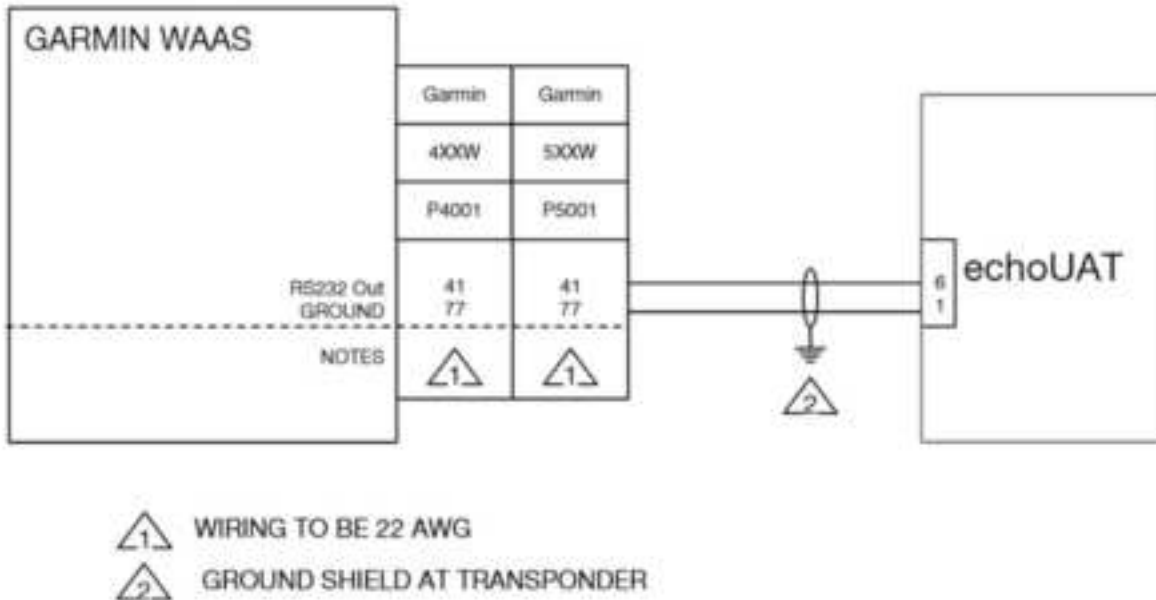 GARMIN WAAS
Garmin Garmin
4XXW 5XXW
P4001 P5001
RS232 Out 41 41 6
GROUND 77 77 1
echoUAT
NOTES 1 1
2
1 WIRING TO BE 22 AWG
2 GROUND SHIELD AT TRANSPONDER